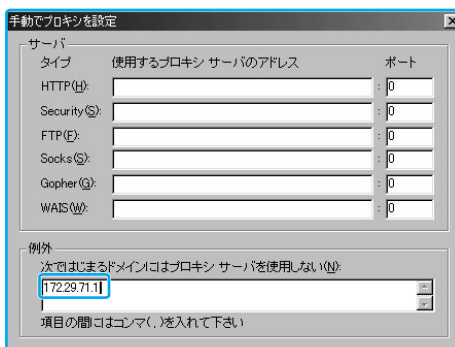 手動でプロキシを設定
サーバ
タイプ 使用するプロキシ サーバのアドレス ポート
HTTP(H): : 0
Security(S): : 0
FTP(F): : 0
Socks(S): : 0
Gopher(G): : 0
WAIS(W): : 0
例外
次ではじまるドメインにはプロキシ サーバを使用しない(N):
172.29.71.1
項目の間にはコンマ(,)を入れて下さい